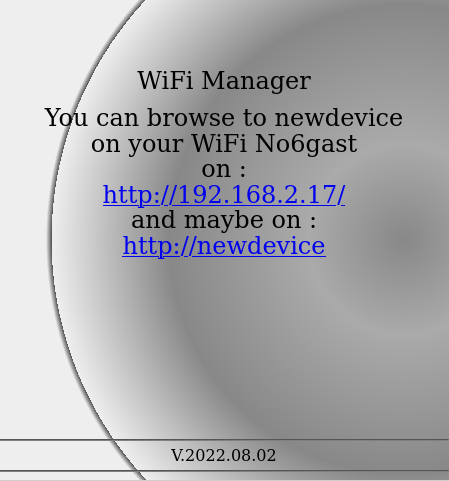 WiFi Manager
You can browse to newdevice
on your WiFi No6gast
on :
http://192.168.2.17/
and maybe on :
http://newdevice
V.2022.08.02